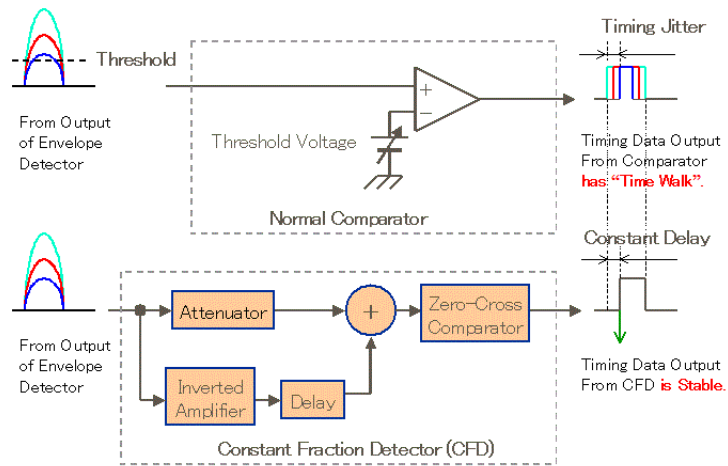 Timing Jitter
Threshold
From Output
of Envelope
Detector
+
−
Threshold Voltage
Timing Data Output
From Comparator
has "Time Walk".
Normal Comparator
Constant Delay
From Output
of Envelope
Detector
Attenuator
+
Zero-Cross
Comparator
Inverted
Amplifier
Delay
Timing Data Output
From CFD is Stable.
Constant Fraction Detector (CFD)